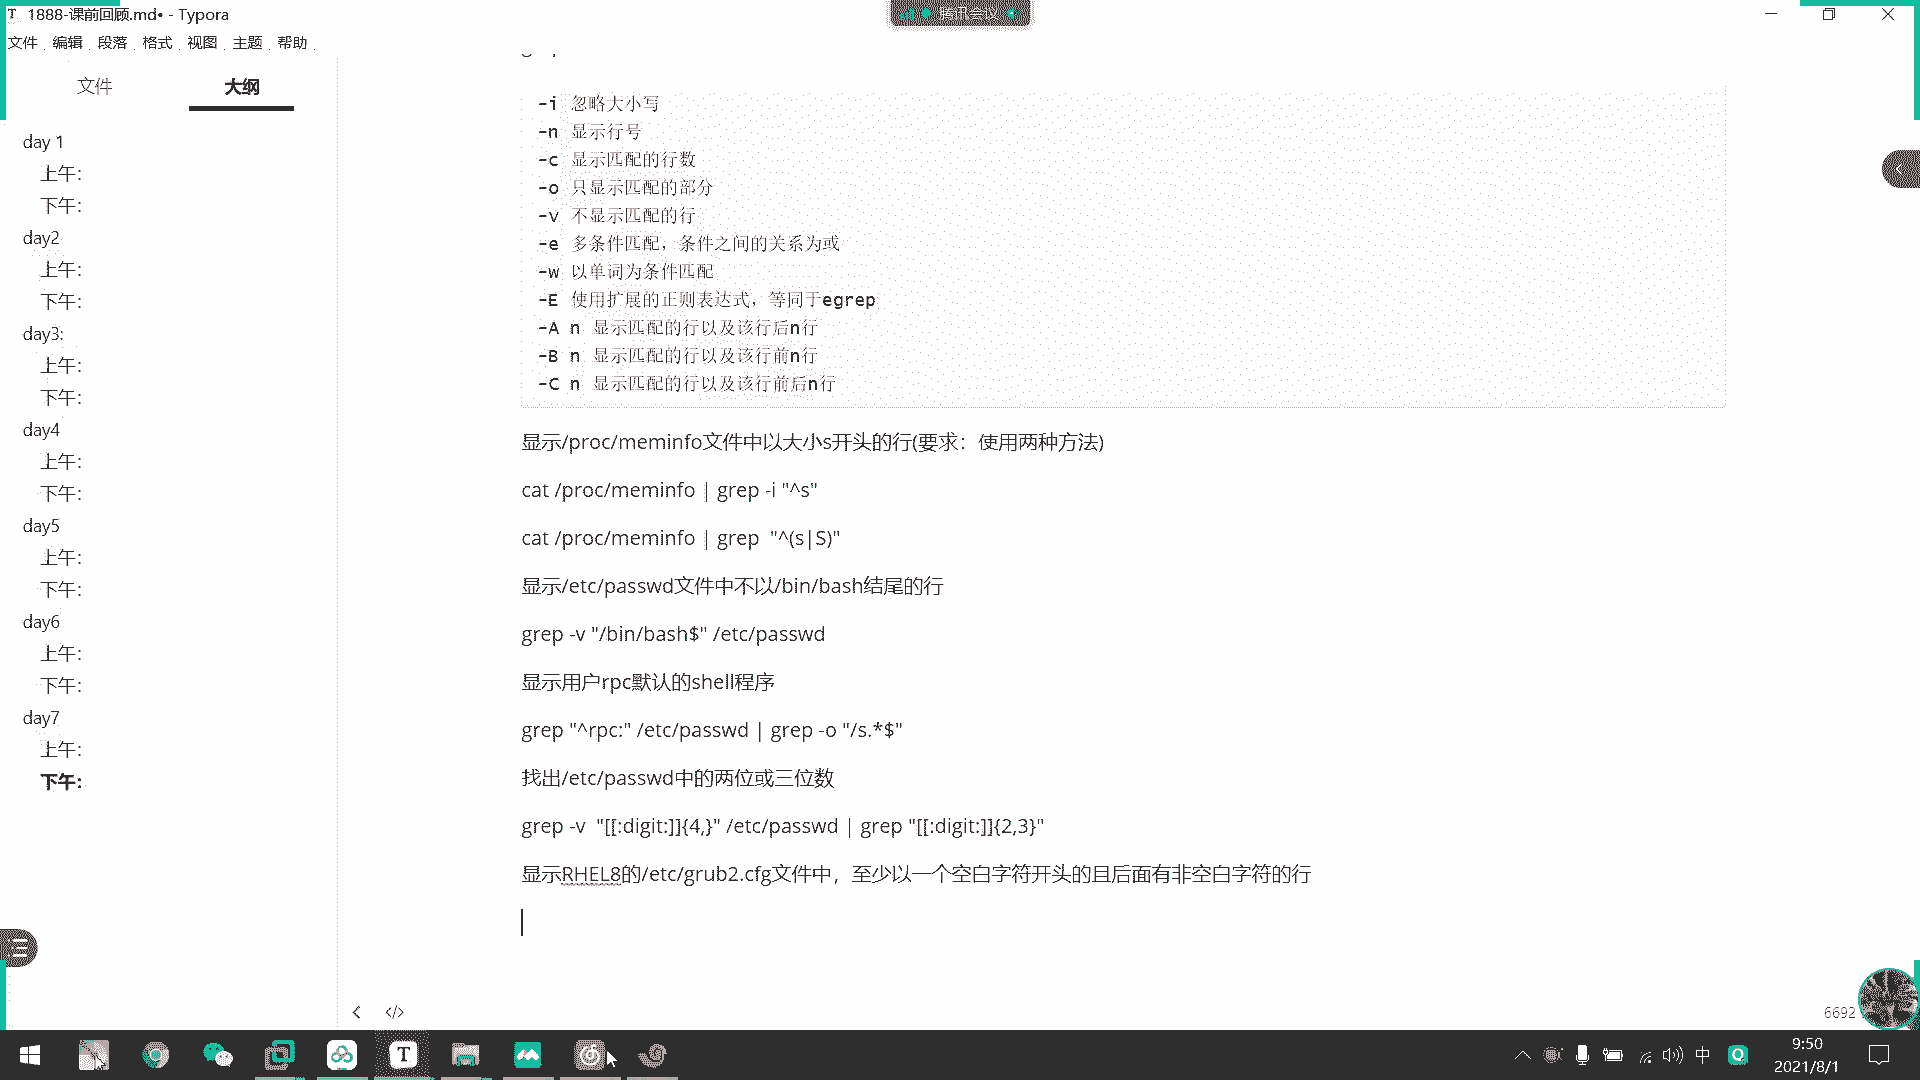 1888-课前回顾.md• - Typora
腾讯会议
文件 编辑 段落 格式 视图 主题 帮助
文件 大纲
day 1
上午:
下午:
day2
上午:
下午:
day3:
上午:
下午:
day4
上午:
下午:
day5
上午:
下午:
day6
上午:
下午:
day7
上午:
下午:
-i 忽略大小写
-n 显示行号
-c 显示匹配的行数
-o 只显示匹配的部分
-v 不显示匹配的行
-e 多条件匹配，条件之间的关系为或
-w 以单词为条件匹配
-E 使用扩展的正则表达式，等同于egrep
-A n 显示匹配的行以及该行后n行
-B n 显示匹配的行以及该行前n行
-C n 显示匹配的行以及该行前后n行
显示/proc/meminfo文件中以大小s开头的行(要求：使用两种方法)
cat /proc/meminfo | grep -i "^s"
cat /proc/meminfo | grep  "^(s|S)"
显示/etc/passwd文件中不以/bin/bash结尾的行
grep -v "/bin/bash$" /etc/passwd
显示用户rpc默认的shell程序
grep "^rpc:" /etc/passwd | grep -o "/s.*$"
找出/etc/passwd中的两位或三位数
grep -v  "[[:digit:]]{4,}" /etc/passwd | grep "[[:digit:]]{2,3}"
显示RHEL8的/etc/grub2.cfg文件中，至少以一个空白字符开头的且后面有非空白字符的行
6692
中
9:50
2021/8/1